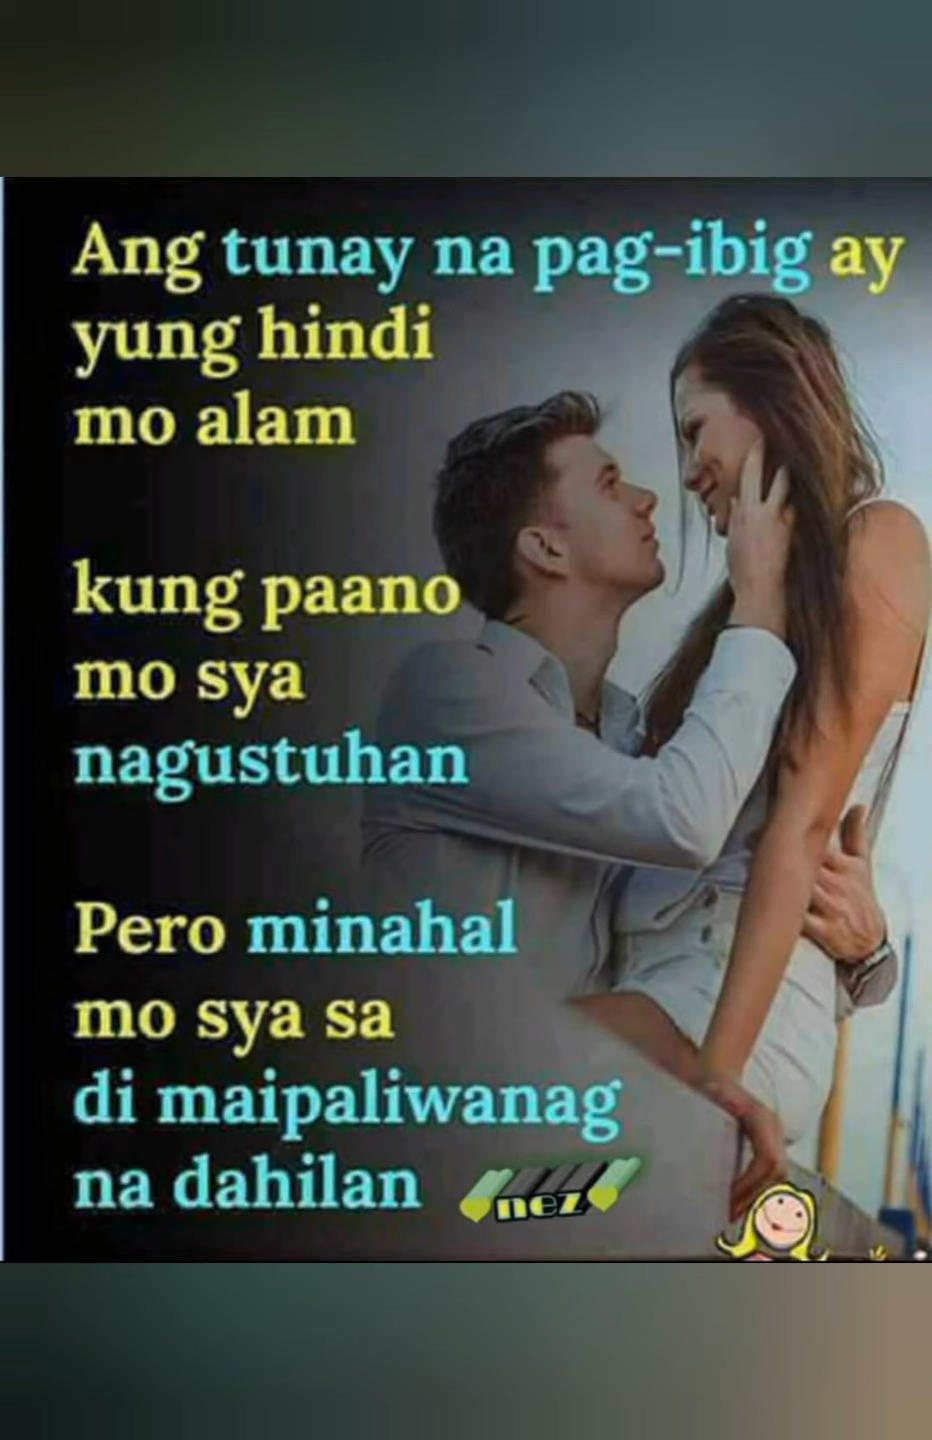 Ang tunay na pag-ibig ay
yung hindi
mo alam
kung paano
mo sya
nagustuhan
Pero minahal
mo sya sa
di maipaliwanag
na dahilan
nez